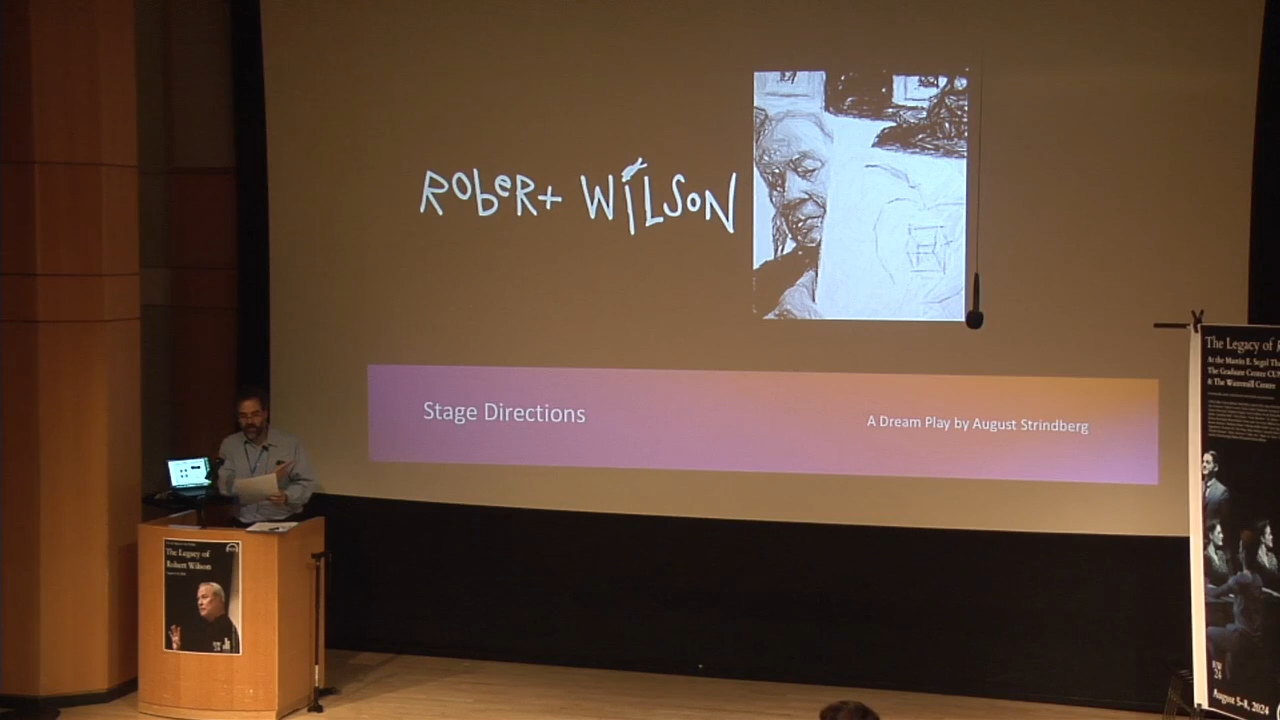 Robert Wilson
Stage Directions
A Dream Play by August Strindberg
The Legacy of
Robert Wilson
The Legacy of
At the Martin E. Segal Th
The Graduate Center CU
& The Watermill Center
August 5-8, 2024